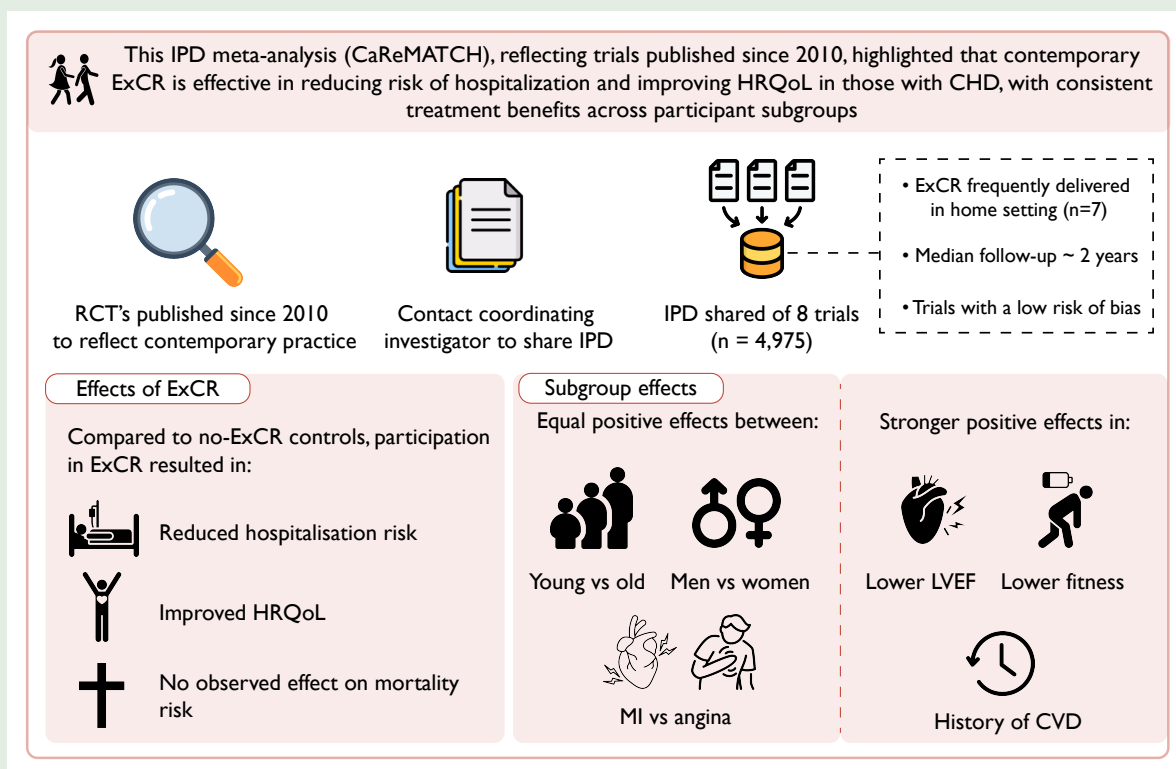 This IPD meta-analysis (CaReMATCH), reflecting trials published since 2010, highlighted that contemporary
ExCR is effective in reducing risk of hospitalization and improving HRQoL in those with CHD, with consistent
treatment benefits across participant subgroups
RCT's published since 2010
to reflect contemporary practice
Contact coordinating
investigator to share IPD
IPD shared of 8 trials
(n = 4,975)
• ExCR frequently delivered
in home setting (n=7)
• Median follow-up ~ 2 years
• Trials with a low risk of bias
Effects of ExCR
Compared to no-ExCR controls, participation
in ExCR resulted in:
Reduced hospitalisation risk
Improved HRQoL
No observed effect on mortality
risk
Subgroup effects
Equal positive effects between:
Young vs old
Men vs women
MI vs angina
Stronger positive effects in:
Lower LVEF
Lower fitness
History of CVD